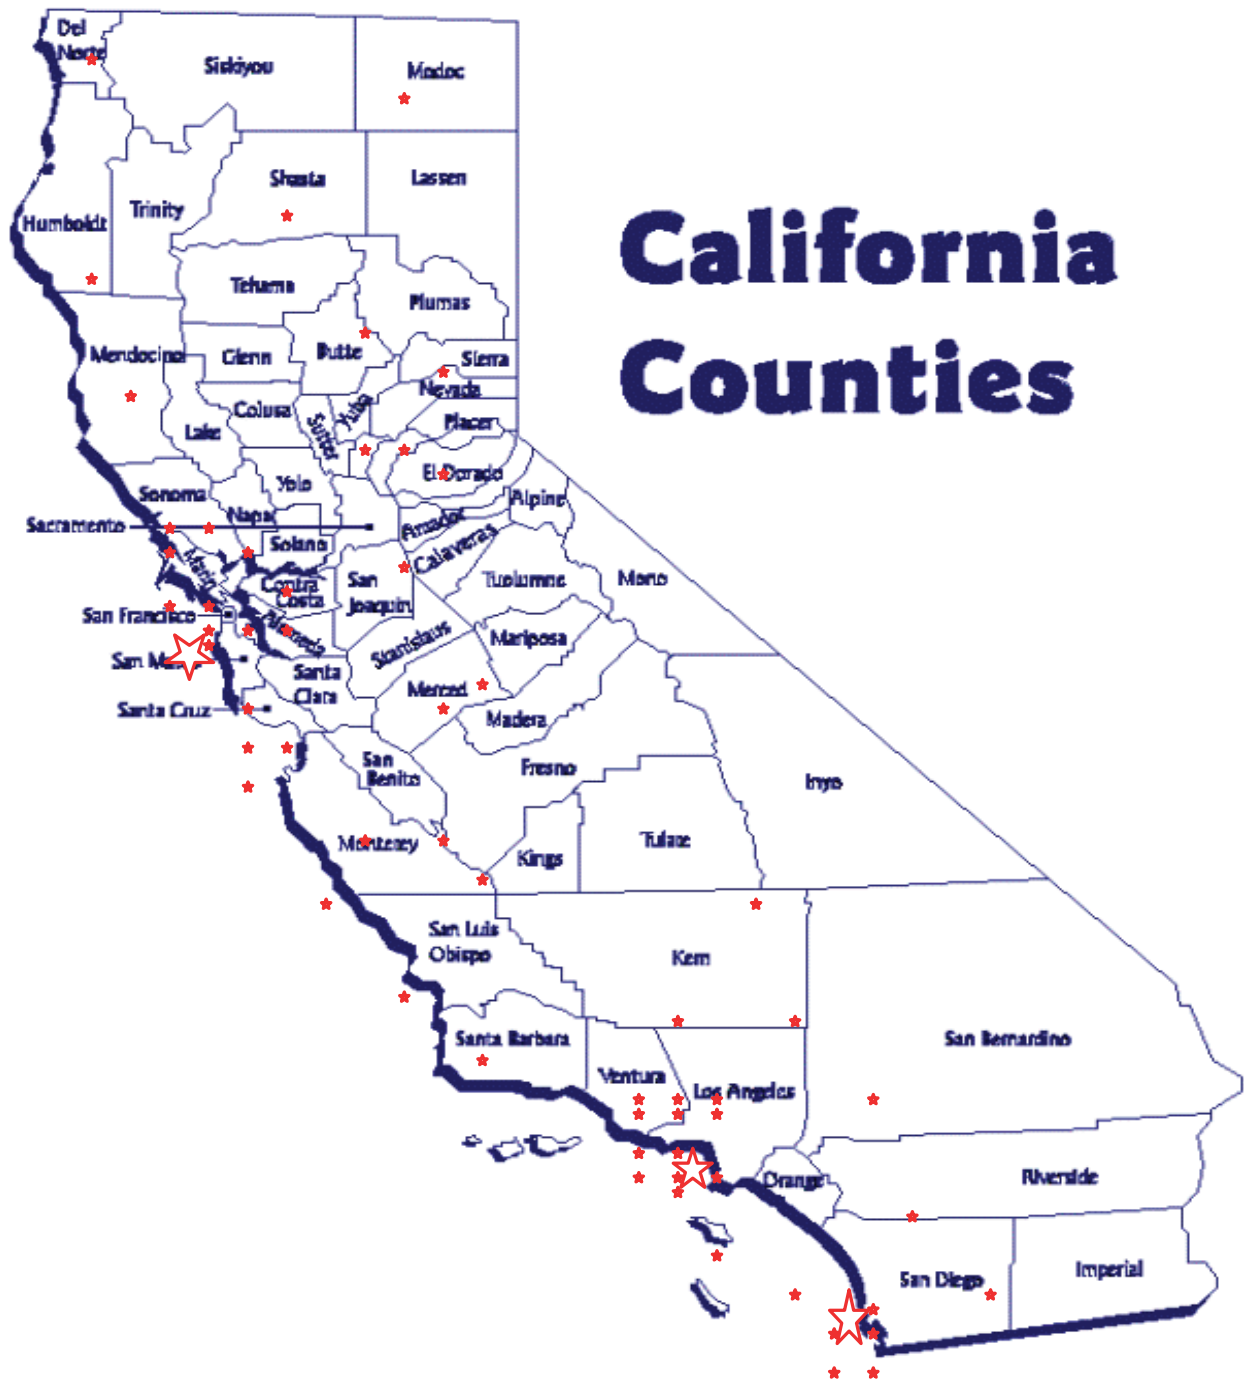 Del
Norte
Siskiyou
Modoc
Shasta
Lassen
Humboldt
Trinity
California
Counties
Tehama
Plumas
Mendocino
Glenn
Butte
Sierra
Nevada
Colusa
Yuba
Sutter
Placer
Lake
El Dorado
Yolo
Sonoma
Alpine
Napa
Sacramento
Amador
Solano
Calaveras
Marin
Contra
Costa
San
Joaquin
Tuolumne
Mono
San Francisco
Alameda
Stanislaus
Mariposa
San Mateo
Santa
Clara
Merced
Santa Cruz
Madera
San
Benito
Fresno
Inyo
Monterey
Kings
Tulare
San Luis
Obispo
Kern
Santa Barbara
San Bernardino
Ventura
Los Angeles
Orange
Riverside
San Diego
Imperial